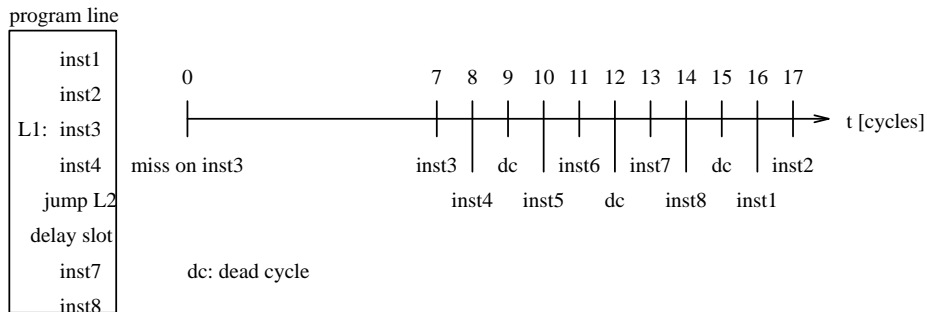 program line
inst1
inst2
L1: inst3
inst4
jump L2
delay slot
inst7
inst8
0 7 8 9 10 11 12 13 14 15 16 17
t [cycles]
miss on inst3 inst3 dc inst6 inst7 dc inst2
inst4 inst5 dc inst8 inst1
dc: dead cycle